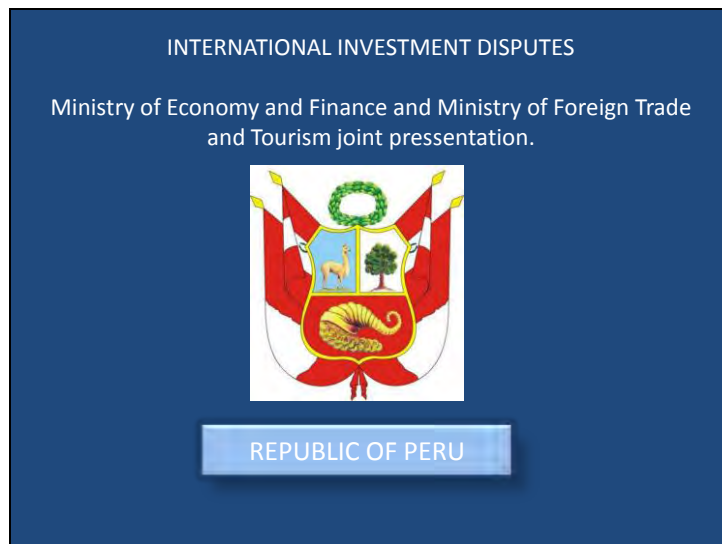 INTERNATIONAL INVESTMENT DISPUTES
Ministry of Economy and Finance and Ministry of Foreign Trade
and Tourism joint pressentation.
REPUBLIC OF PERU